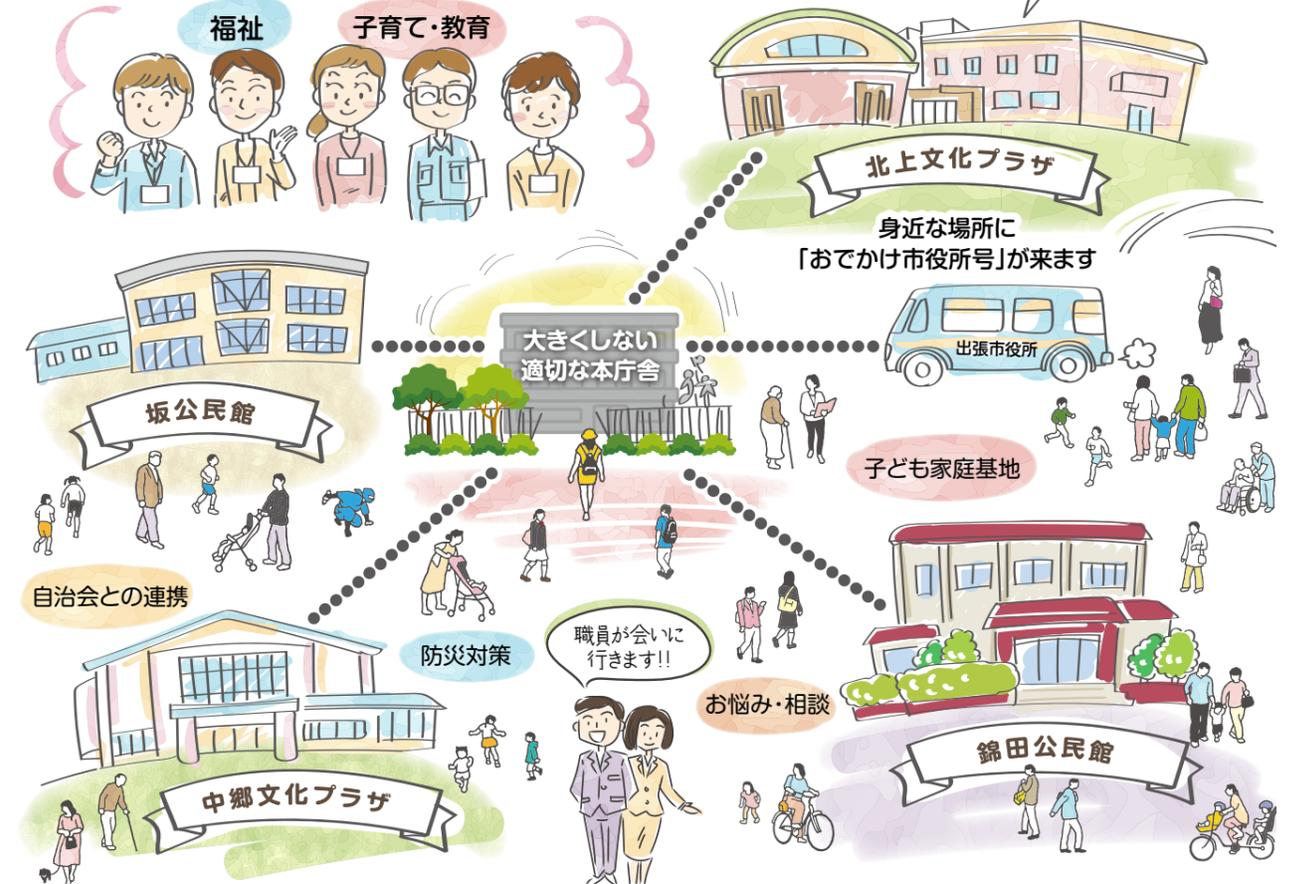 福祉
子育て・教育
北上文化プラザ
身近な場所に
「おでかけ市役所号」が来ます
大きくしない
適切な本庁舎
出張市役所
坂公民館
子ども家庭基地
自治会との連携
防災対策
職員が会いに
行きます!!
お悩み・相談
錦田公民館
中郷文化プラザ